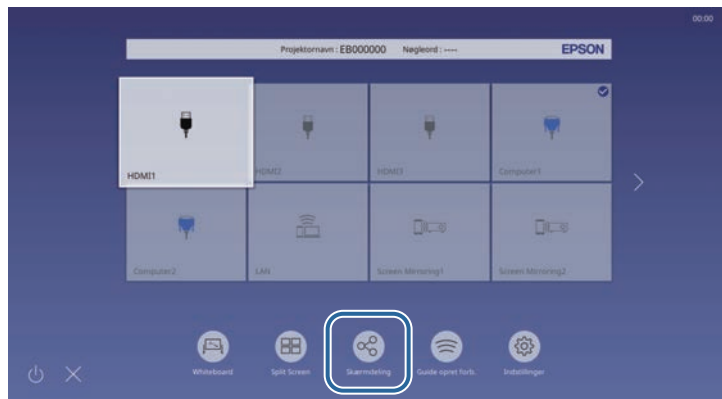 00:00
Projektornavn : EB000000 Nøgleord : ---- EPSON
HDMI1 HDMI2 HDMI3 Computer1
Computer2 LAN Screen Mirroring1 Screen Mirroring2
Whiteboard Split Screen Skærmdeling Guide opret forb. Indstillinger